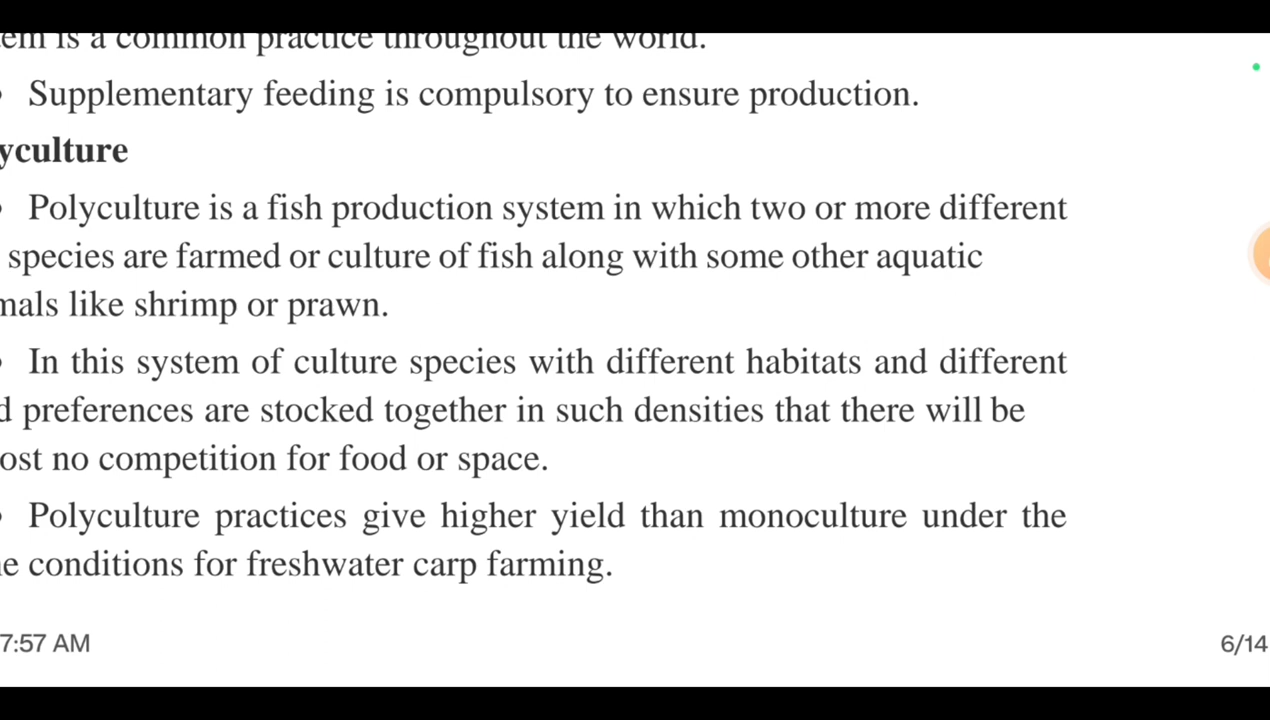 is a common practice throughout the world.
Supplementary feeding is compulsory to ensure production.
yculture
Polyculture is a fish production system in which two or more different
species are farmed or culture of fish along with some other aquatic
mals like shrimp or prawn.
In this system of culture species with different habitats and different
d preferences are stocked together in such densities that there will be
ost no competition for food or space.
Polyculture practices give higher yield than monoculture under the
e conditions for freshwater carp farming.
7:57 AM
6/14